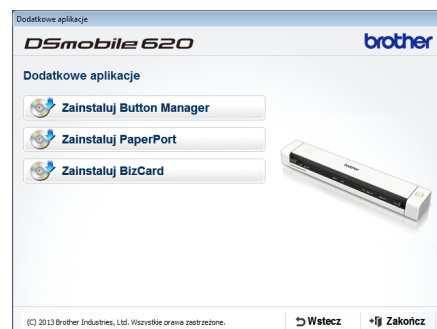 Dodatkowe aplikacje
DSmobile 620
brother
Dodatkowe aplikacje
Zainstaluj Button Manager
Zainstaluj PaperPort
Zainstaluj BizCard
brother
(C) 2013 Brother Industries, Ltd. Wszystkie prawa zastrzeżone.
Wstecz
Zakończ